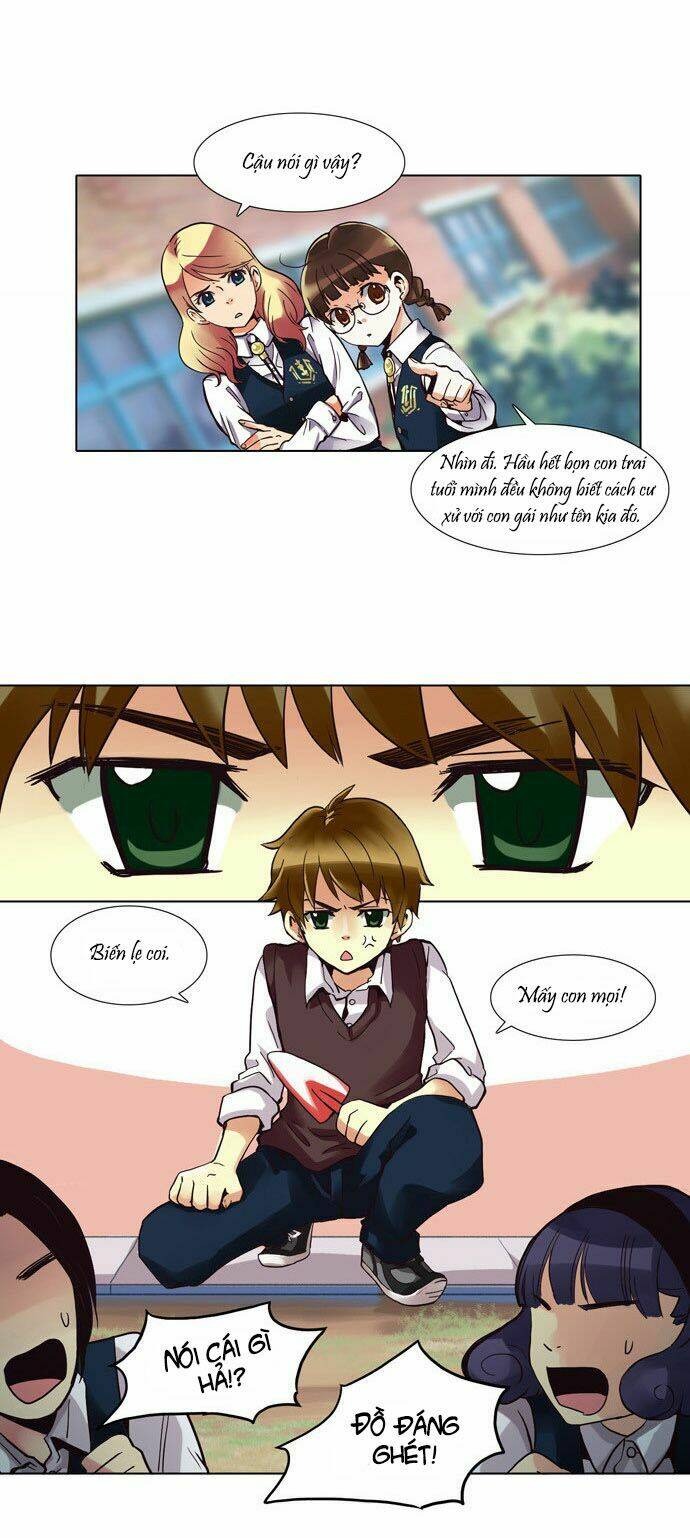 Cậu nói gì vậy?
Nhìn đi. Hầu hết bọn con trai
tuổi mình đều không biết cách cư
xử với con gái như tên kia đó.
Biến lẹ coi.
Mấy con mọi!
NÓI CÁI GÌ
HẢ!?
ĐỒ ĐÁNG
GHÉT!